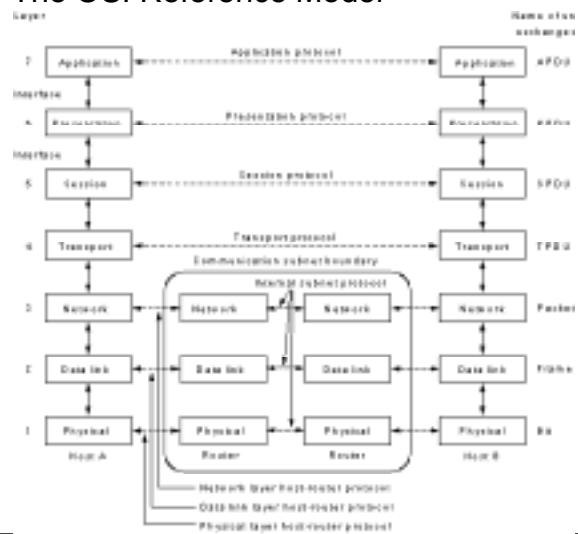 The OSI Reference Model
Layer
Name of unit
exchanged
7 Application Application protocol Application APDU
Interface
6 Presentation Presentation protocol Presentation PPDU
Interface
5 Session Session protocol Session SPDU
4 Transport Transport protocol Transport TPDU
Communication subnet boundary
Internal subnet protocol
3 Network Network Network Network Packet
2 Data link Data link Data link Data link Frame
1 Physical Physical Physical Physical Bit
Host A Router Router Host B
Network layer host-router protocol
Data link layer host-router protocol
Physical layer host-router protocol